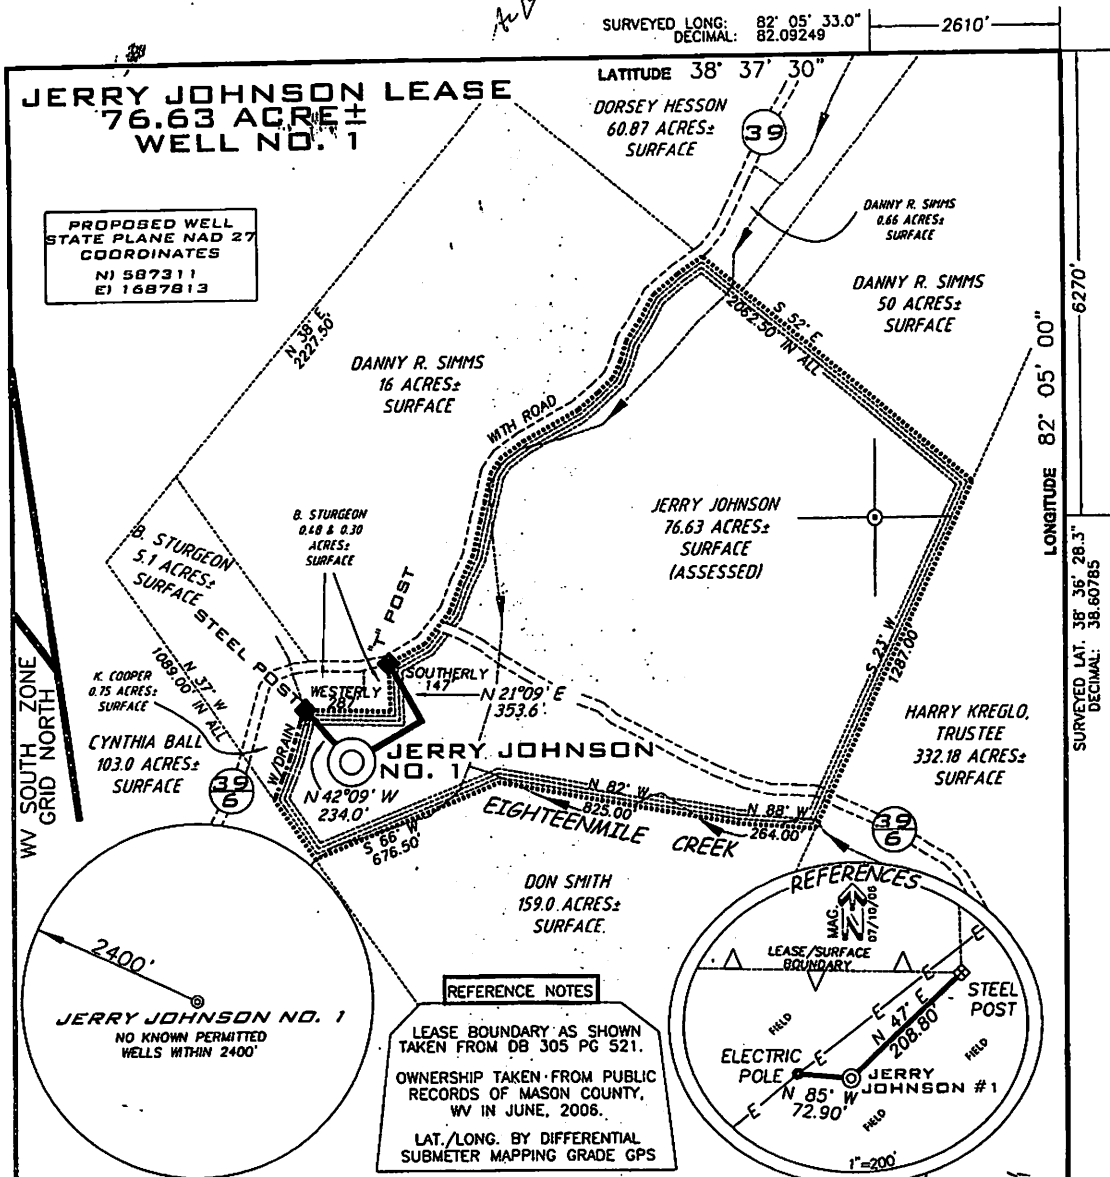 SURVEYED LONG: 82° 05' 33.0"
DECIMAL: 82.09249
2610'
LATITUDE 38° 37' 30"
JERRY JOHNSON LEASE
76.63 ACRE±
WELL NO. 1
PROPOSED WELL
STATE PLANE NAD 27
COORDINATES
N) 587311
E) 1687813
DORSEY HESSON
60.87 ACRES±
SURFACE
39
DANNY R. SIMMS
0.66 ACRES±
SURFACE
DANNY R. SIMMS
50 ACRES±
SURFACE
6270'
LONGITUDE 82° 05' 00"
SURVEYED LAT. 38° 36' 28.3"
DECIMAL: 38.60785
N 38° E
2227.50'
S 52° E
2062.50' IN ALL
DANNY R. SIMMS
16 ACRES±
SURFACE
WITH ROAD
JERRY JOHNSON
76.63 ACRES±
SURFACE
(ASSESSED)
B. STURGEON
0.48 & 0.30
ACRES±
SURFACE
B. STURGEON
5.1 ACRES±
SURFACE
STEEL POST
"T" POST
S 23° W
1287.00'
N 37° W
1089.00' IN ALL
K. COOPER
0.75 ACRES±
SURFACE
WESTERLY
287'
SOUTHERLY
147'
N 21°09' E
353.6'
WV SOUTH ZONE
GRID NORTH
CYNTHIA BALL
103.0 ACRES±
SURFACE
W/DRAIN
39
6
JERRY JOHNSON
NO. 1
N 42°09' W
234.0'
HARRY KREGLO,
TRUSTEE
332.18 ACRES±
SURFACE
N 82° W
825.00'
N 88° W
264.00'
EIGHTEENMILE CREEK
39
6
S 66° W
676.50'
DON SMITH
159.0 ACRES±
SURFACE
2400'
JERRY JOHNSON NO. 1
NO KNOWN PERMITTED
WELLS WITHIN 2400'
REFERENCE NOTES
LEASE BOUNDARY AS SHOWN
TAKEN FROM DB 305 PG 521.
OWNERSHIP TAKEN FROM PUBLIC
RECORDS OF MASON COUNTY,
WV IN JUNE, 2006.
LAT./LONG. BY DIFFERENTIAL
SUBMETER MAPPING GRADE GPS
REFERENCES
MAG.
N
07/10/06
LEASE/SURFACE
BOUNDARY
E
E
E
E
E
STEEL
POST
N 47° E
208.80'
FIELD
FIELD
ELECTRIC
POLE
JERRY
JOHNSON #1
N 85° W
72.90'
FIELD
1"=200'